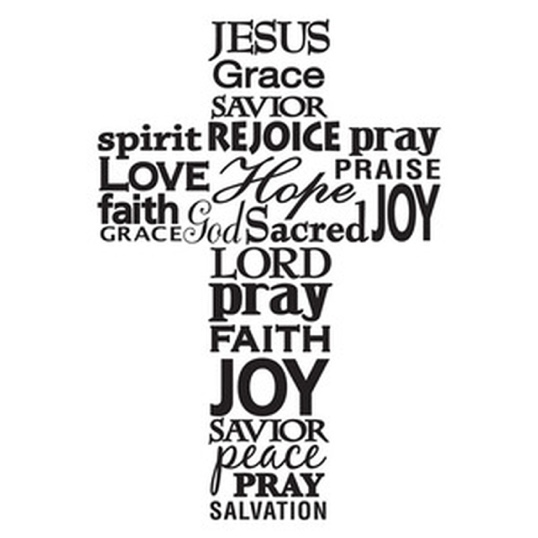 JESUS
Grace
SAVIOR
spirit REJOICE pray
LOVE Hope PRAISE
faith JOY
GRACE God Sacred
LORD
pray
FAITH
JOY
SAVIOR
peace
PRAY
SALVATION